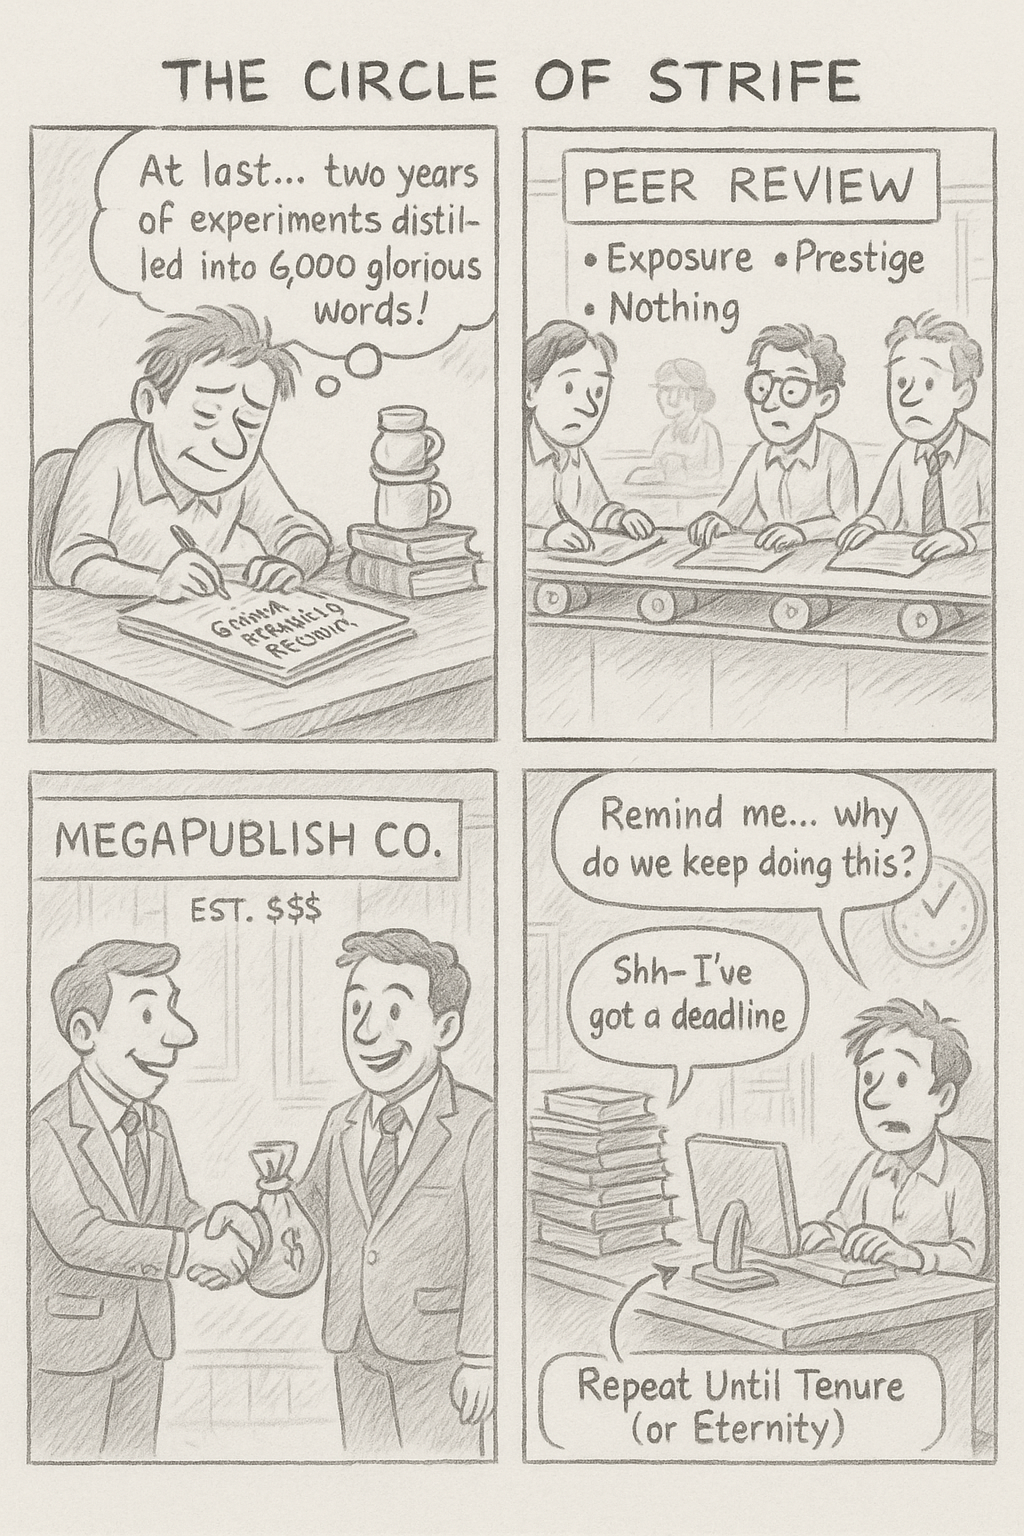 THE CIRCLE OF STRIFE
At last... two years
of experiments distil-
led into 6,000 glorious
words!
PEER REVIEW
• Exposure • Prestige
• Nothing
MEGAPUBLISH CO.
EST. $$$
$
Remind me... why
do we keep doing this?
Shh– I've
got a deadline
Repeat Until Tenure
(or Eternity)